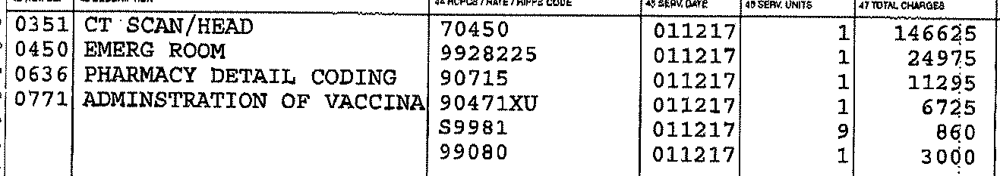 44 HCPCS / RATE / HIPPS CODE 45 SERV. DATE 46 SERV. UNITS 47 TOTAL CHARGES
0351 CT SCAN/HEAD 70450 011217 1 146625
0450 EMERG ROOM 9928225 011217 1 24975
0636 PHARMACY DETAIL CODING 90715 011217 1 11295
0771 ADMINSTRATION OF VACCINA 90471XU 011217 1 6725
S9981 011217 9 860
99080 011217 1 3000